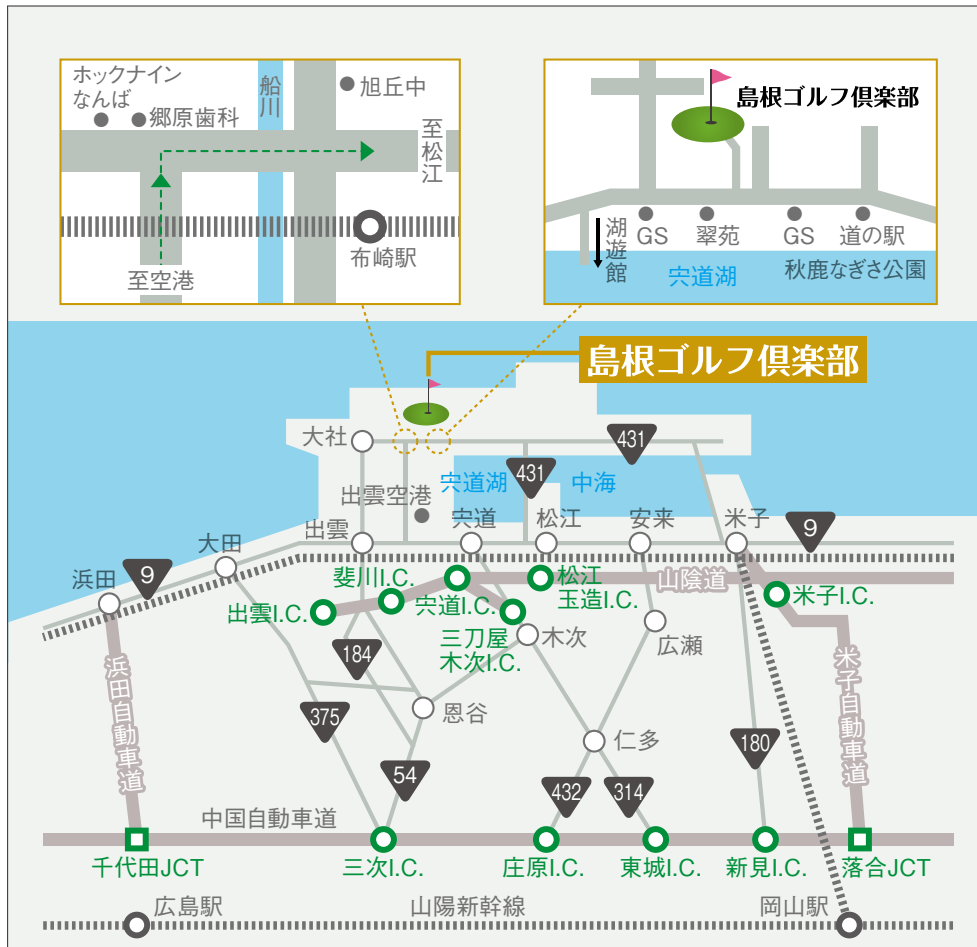 ホックナイン
なんば
郷原歯科
船川
旭丘中
至松江
布崎駅
至空港
島根ゴルフ倶楽部
GS
翠苑
GS
道の駅
湖遊館
宍道湖
秋鹿なぎさ公園
島根ゴルフ倶楽部
大社
431
431
宍道湖
中海
出雲空港
出雲
宍道
松江
安来
米子
9
大田
9
浜田
斐川I.C.
松江
玉造I.C.
山陰道
出雲I.C.
宍道I.C.
米子I.C.
三刀屋
木次I.C.
木次
広瀬
184
浜田自動車道
米子自動車道
375
恩谷
仁多
180
54
432
314
中国自動車道
千代田JCT
三次I.C.
庄原I.C.
東城I.C.
新見I.C.
落合JCT
広島駅
山陽新幹線
岡山駅